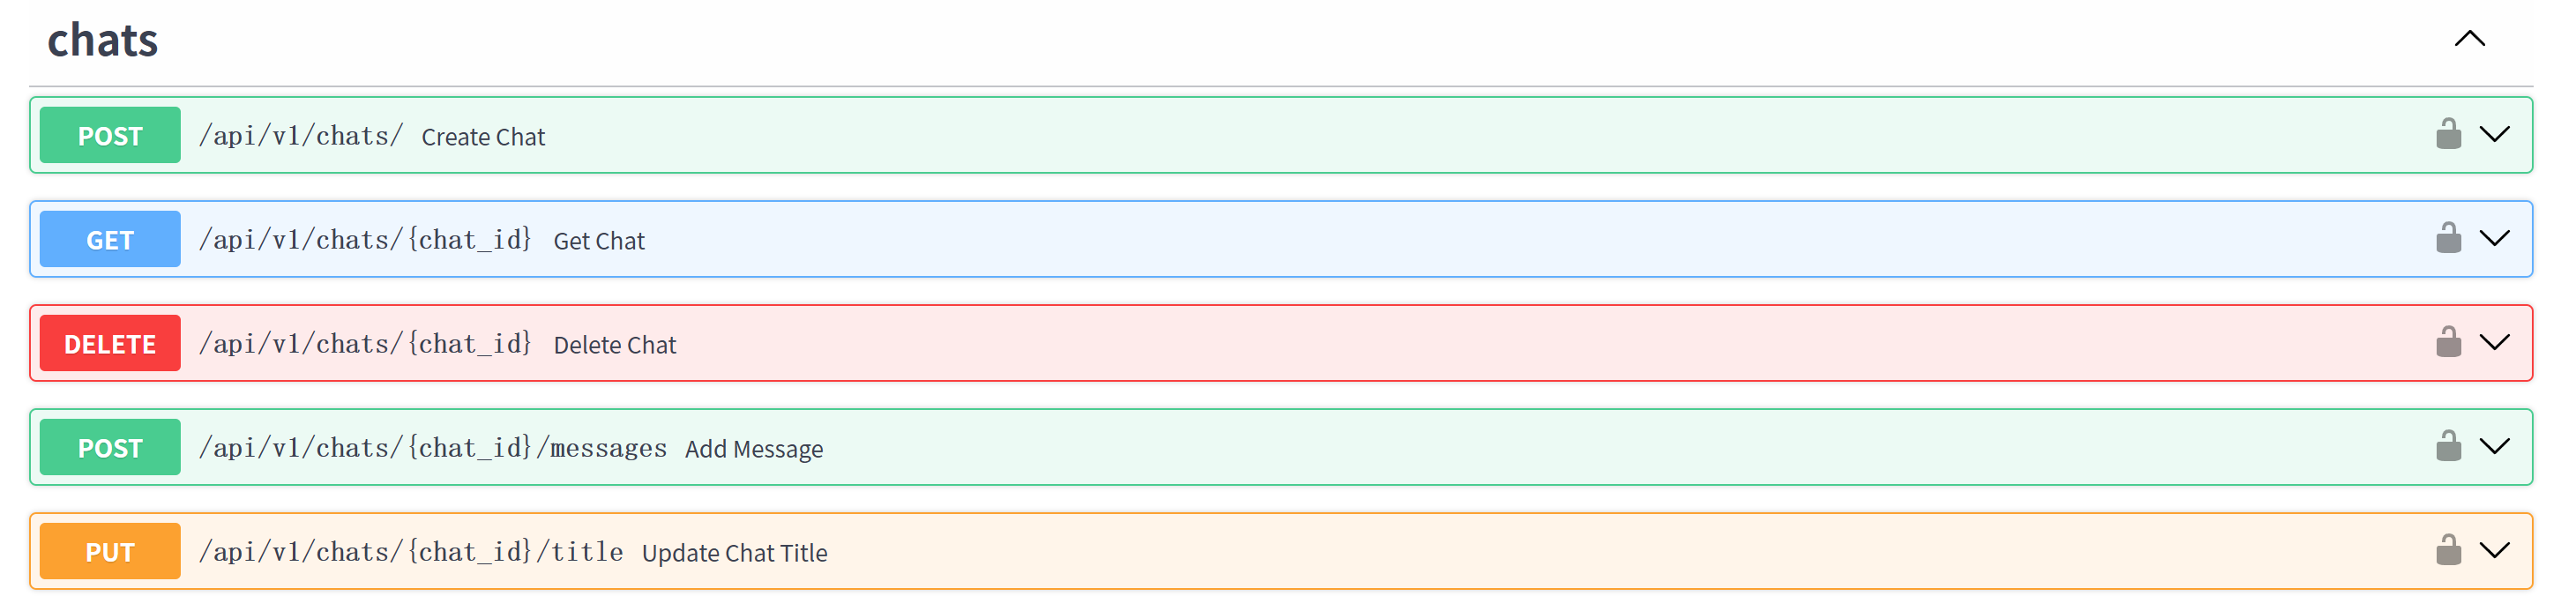 chats
POST /api/v1/chats/ Create Chat
GET /api/v1/chats/{chat_id} Get Chat
DELETE /api/v1/chats/{chat_id} Delete Chat
POST /api/v1/chats/{chat_id}/messages Add Message
PUT /api/v1/chats/{chat_id}/title Update Chat Title